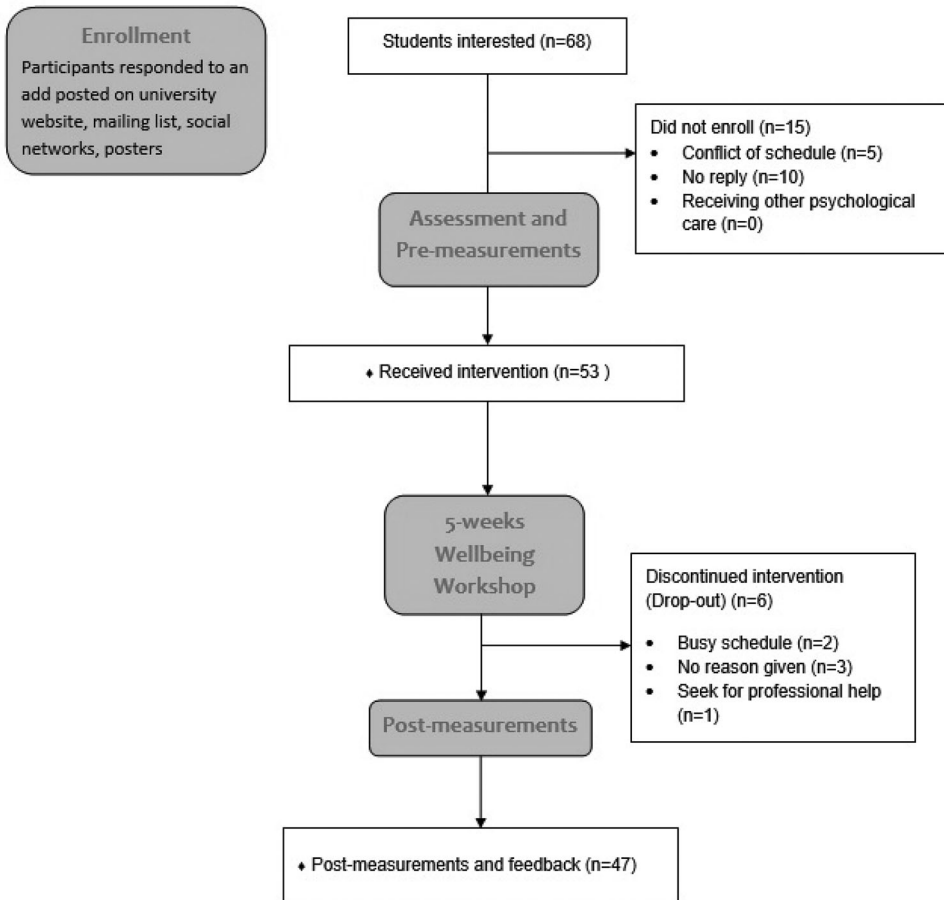 Enrollment
Participants responded to an
add posted on university
website, mailing list, social
networks, posters
Students interested (n=68)
Did not enroll (n=15)
• Conflict of schedule (n=5)
• No reply (n=10)
• Receiving other psychological
care (n=0)
Assessment and
Pre-measurements
♦ Received intervention (n=53 )
5-weeks
Wellbeing
Workshop
Discontinued intervention
(Drop-out) (n=6)
• Busy schedule (n=2)
• No reason given (n=3)
• Seek for professional help
(n=1)
Post-measurements
♦ Post-measurements and feedback (n=47)